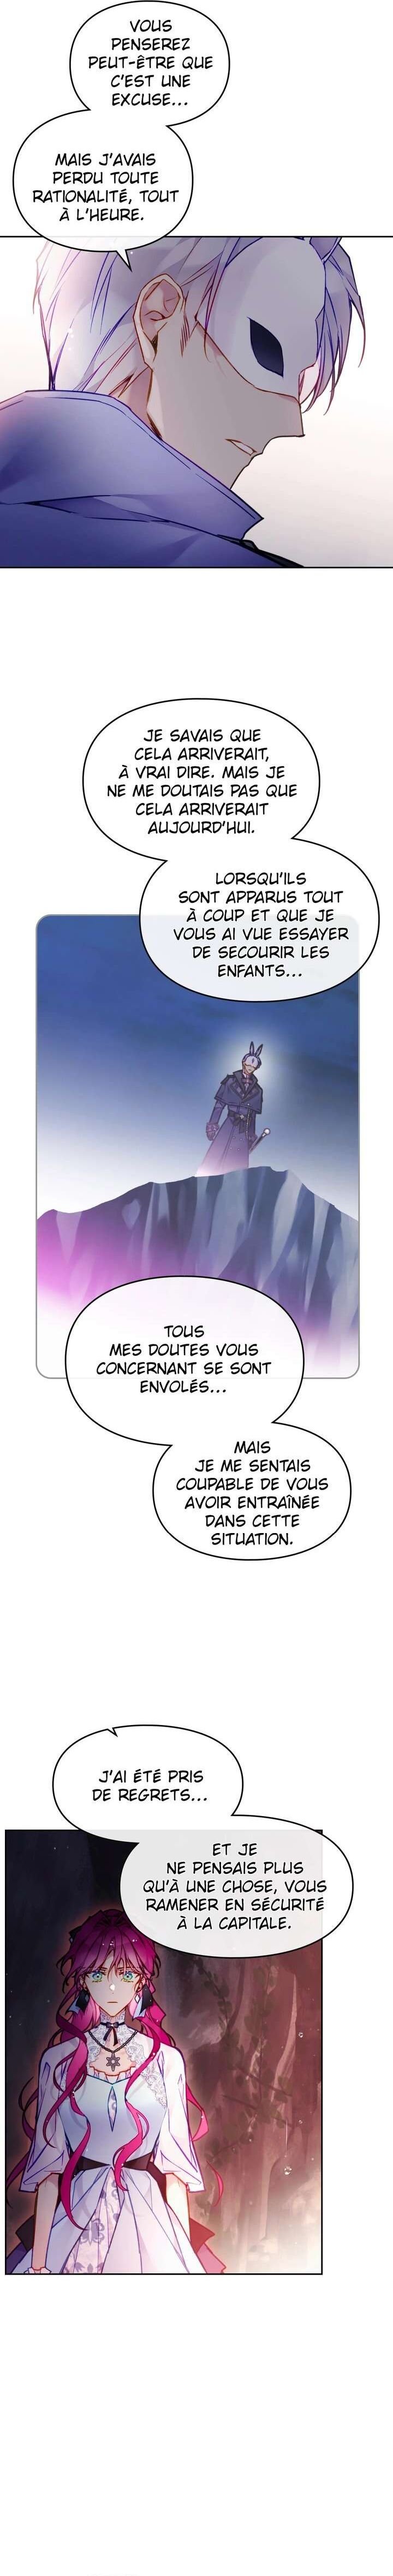 VOUS
PENSEREZ
PEUT-ÊTRE QUE
C'EST UNE
EXCUSE...
MAIS J'AVAIS
PERDU TOUTE
RATIONALITÉ, TOUT
À L'HEURE.
JE SAVAIS QUE
CELA ARRIVERAIT,
À VRAI DIRE. MAIS JE
NE ME DOUTAIS PAS QUE
CELA ARRIVERAIT
AUJOURD'HUI.
LORSQU'ILS
SONT APPARUS TOUT
À COUP ET QUE JE
VOUS AI VUE ESSAYER
DE SECOURIR LES
ENFANTS...
TOUS
MES DOUTES VOUS
CONCERNANT SE SONT
ENVOLÉS...
MAIS
JE ME SENTAIS
COUPABLE DE VOUS
AVOIR ENTRAÎNÉE
DANS CETTE
SITUATION.
J'AI ÉTÉ PRIS
DE REGRETS...
ET JE
NE PENSAIS PLUS
QU'À UNE CHOSE, VOUS
RAMENER EN SÉCURITÉ
À LA CAPITALE.